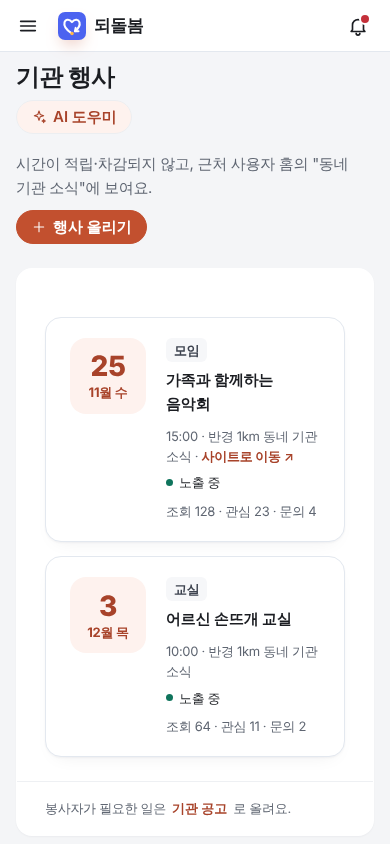 되돌봄
기관 행사
AI 도우미
시간이 적립·차감되지 않고, 근처 사용자 홈의 "동네
기관 소식"에 보여요.
+ 행사 올리기
25
11월 수
모임
가족과 함께하는
음악회
15:00 · 반경 1km 동네 기관
소식 · 사이트로 이동 ↗
노출 중
조회 128 · 관심 23 · 문의 4
3
12월 목
교실
어르신 손뜨개 교실
10:00 · 반경 1km 동네 기관
소식
노출 중
조회 64 · 관심 11 · 문의 2
봉사자가 필요한 일은 기관 공고 로 올려요.